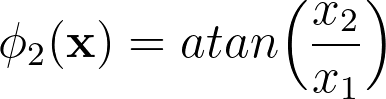 ϕ₂(𝐱) = atan(x₂/x₁)